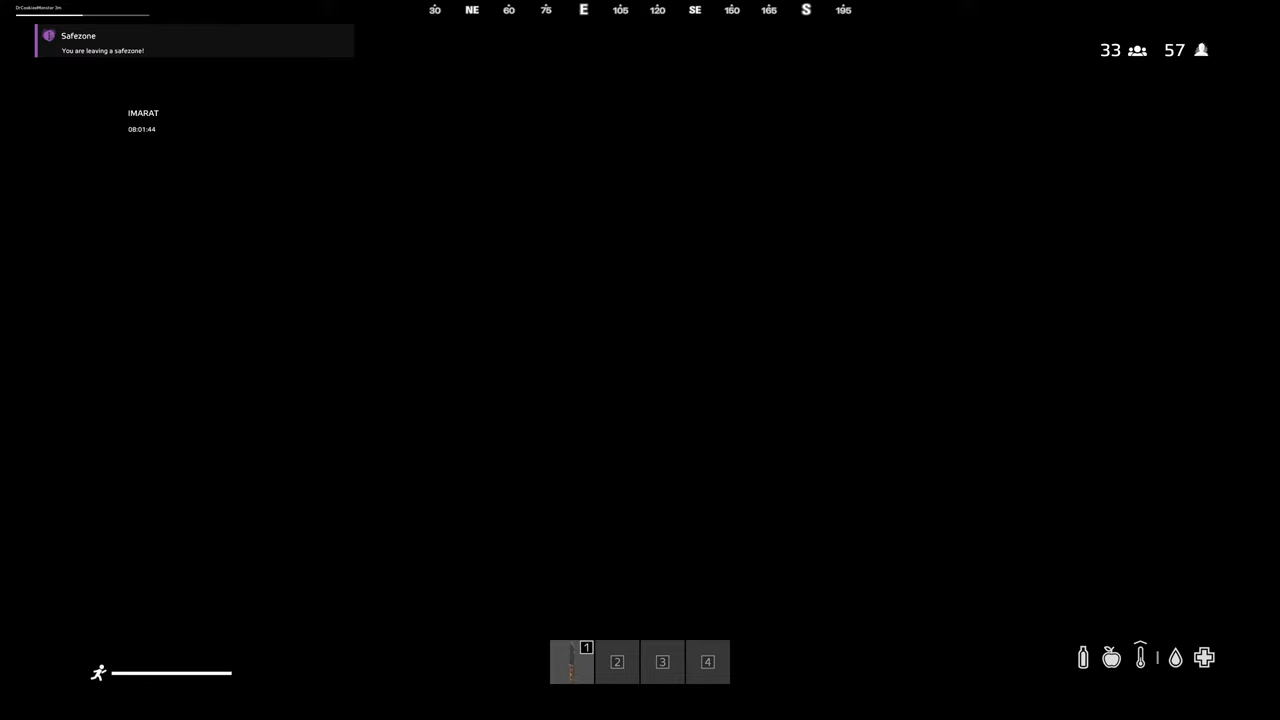 DrCookiesMonster 3m
30 NE 60 75 E 105 120 SE 150 165 S 195
Safezone
You are leaving a safezone!
33 57
IMARAT
08:01:44
1 2 3 4